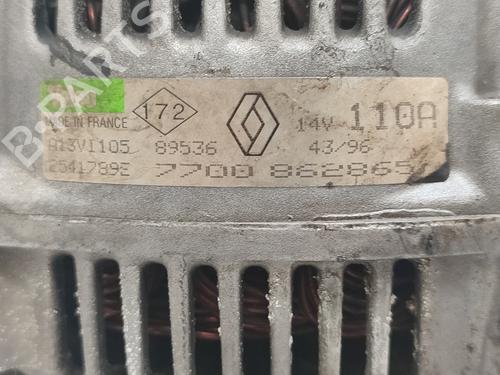 B-PARTS
MADE IN FRANCE 172 14V 110A
A13VI105 89536 43/96
2541789E 7700 862865